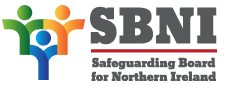 SBNI
Safeguarding Board
for Northern Ireland